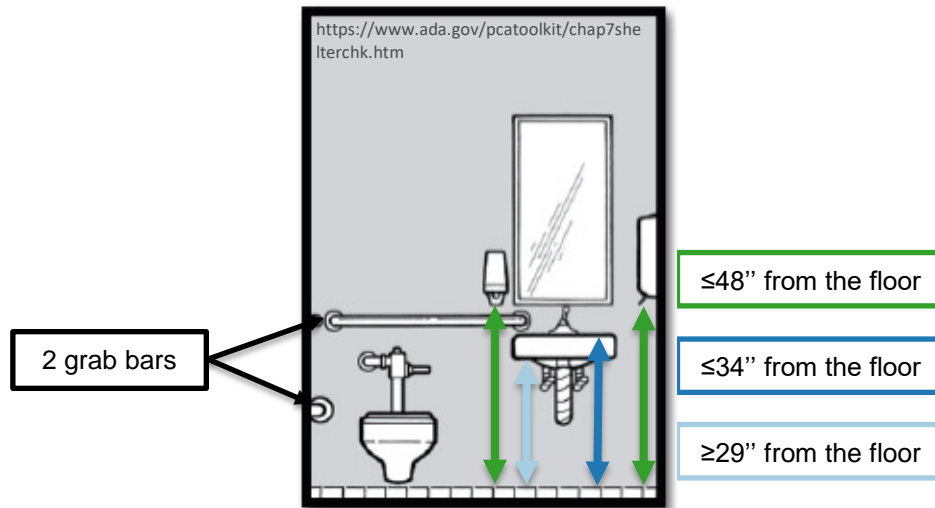 https://www.ada.gov/pcatoolkit/chap7she
lterchk.htm
≤48’’ from the floor
2 grab bars
≤34’’ from the floor
≥29’’ from the floor